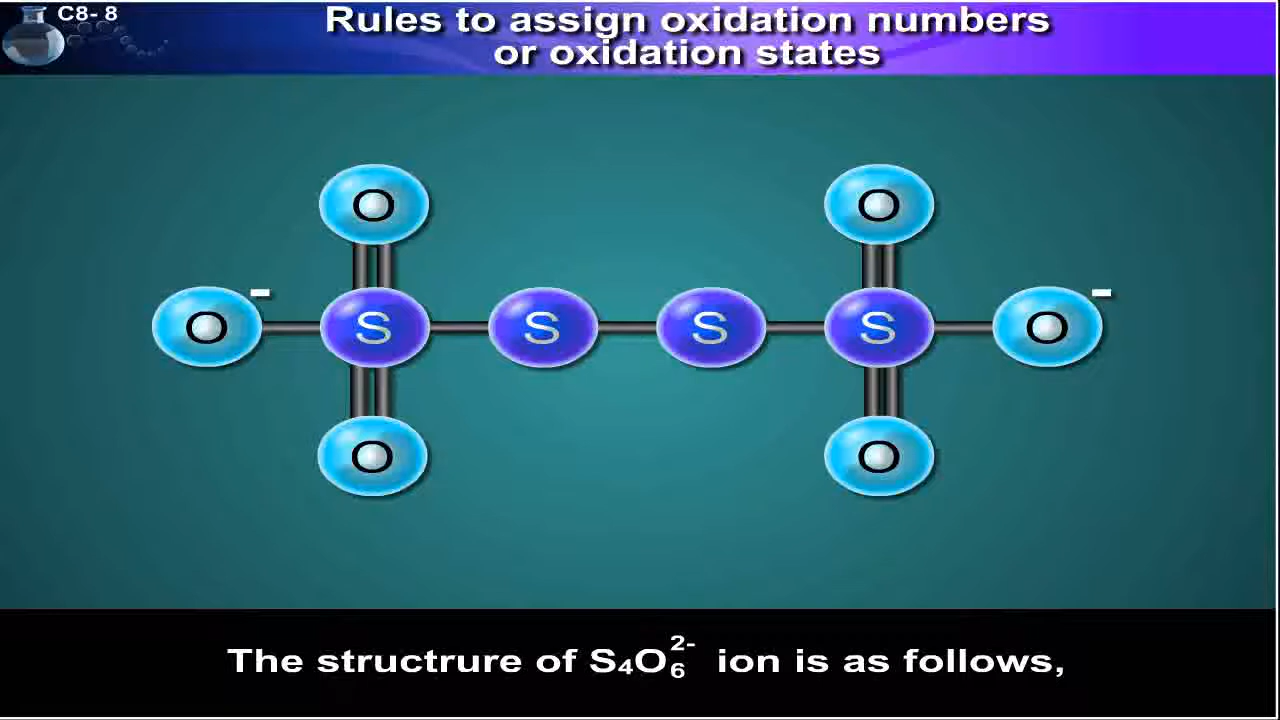 C8- 8
Rules to assign oxidation numbers
or oxidation states
O O
O⁻ S S S S O⁻
O O
The structrure of S₄O₆²⁻ ion is as follows,